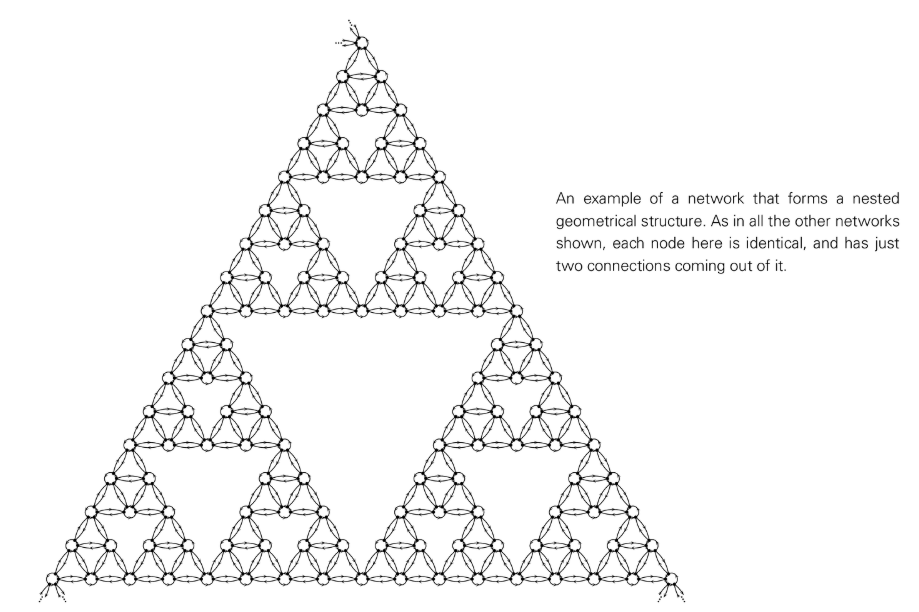 An example of a network that forms a nested
geometrical structure. As in all the other networks
shown, each node here is identical, and has just
two connections coming out of it.